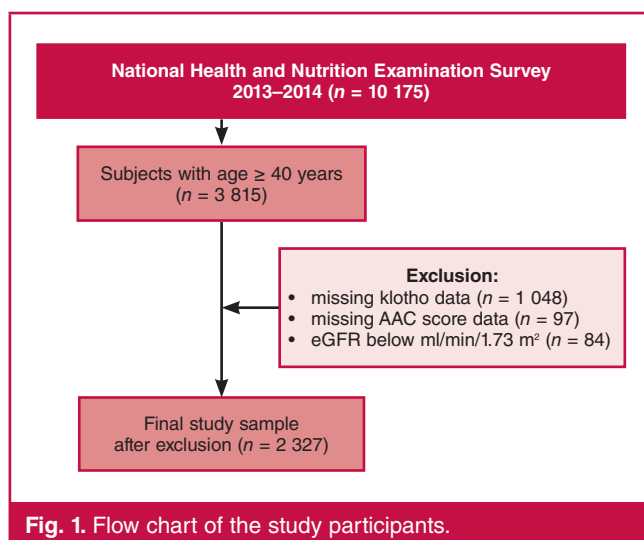 National Health and Nutrition Examination Survey
2013–2014 (n = 10 175)
Subjects with age ≥ 40 years
(n = 3 815)
Exclusion:
• missing klotho data (n = 1 048)
• missing AAC score data (n = 97)
• eGFR below ml/min/1.73 m² (n = 84)
Final study sample
after exclusion (n = 2 327)
Fig. 1. Flow chart of the study participants.